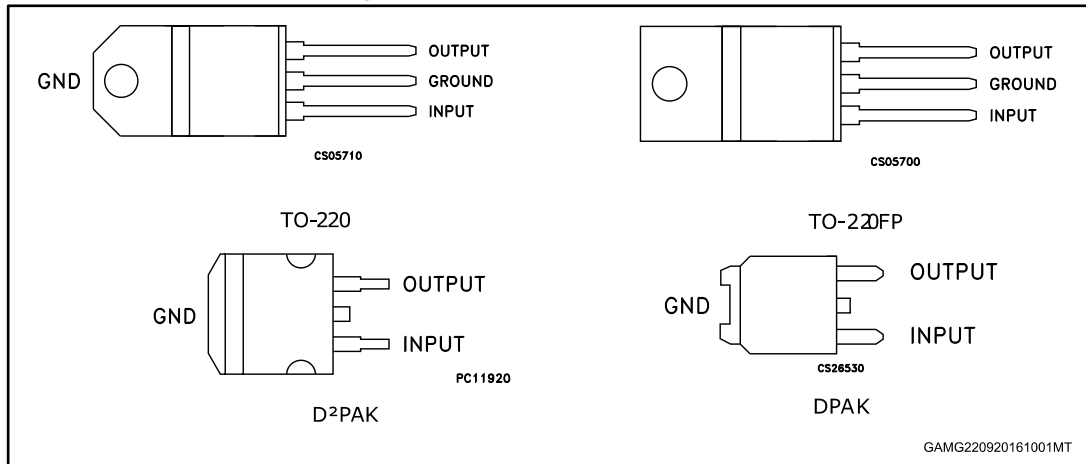 GND
OUTPUT
GROUND
INPUT
CS05710
TO-220
OUTPUT
GROUND
INPUT
CS05700
TO-220FP
GND
OUTPUT
INPUT
PC11920
D²PAK
GND
OUTPUT
INPUT
CS26530
DPAK
GAMG220920161001MT